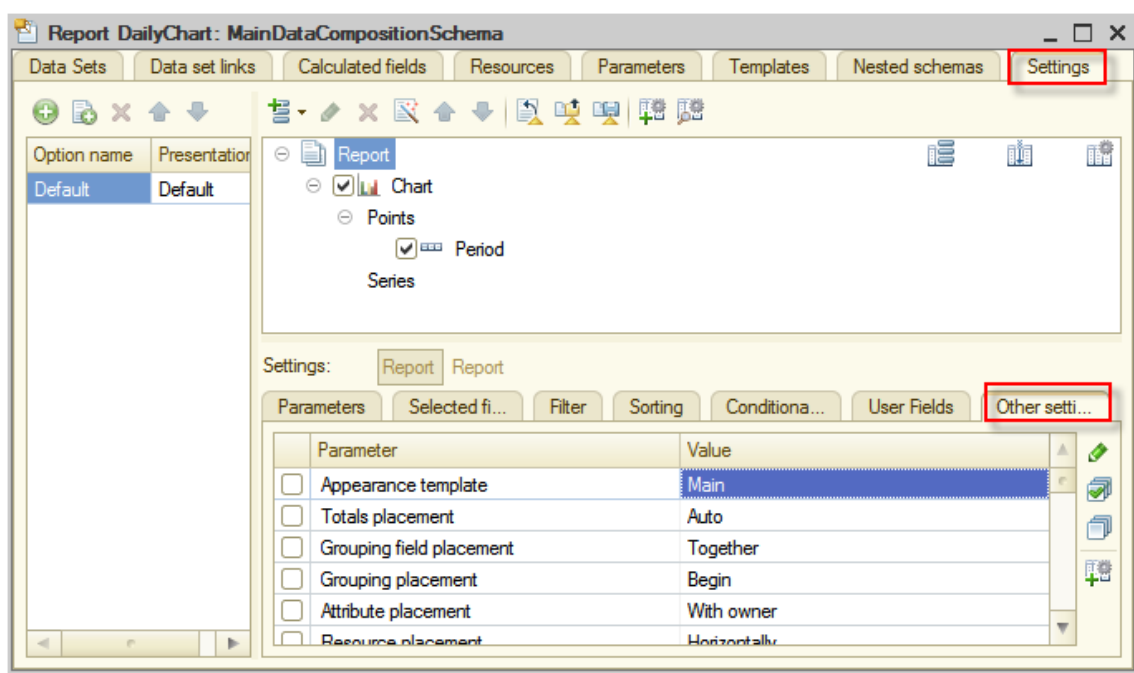 Report DailyChart: MainDataCompositionSchema
Data Sets Data set links Calculated fields Resources Parameters Templates Nested schemas Settings
Option name Presentation
Default Default
Report
Chart
Points
Period
Series
Settings: Report Report
Parameters Selected fi... Filter Sorting Conditiona... User Fields Other setti...
Parameter Value
Appearance template Main
Totals placement Auto
Grouping field placement Together
Grouping placement Begin
Attribute placement With owner
Resource placement Horizontally